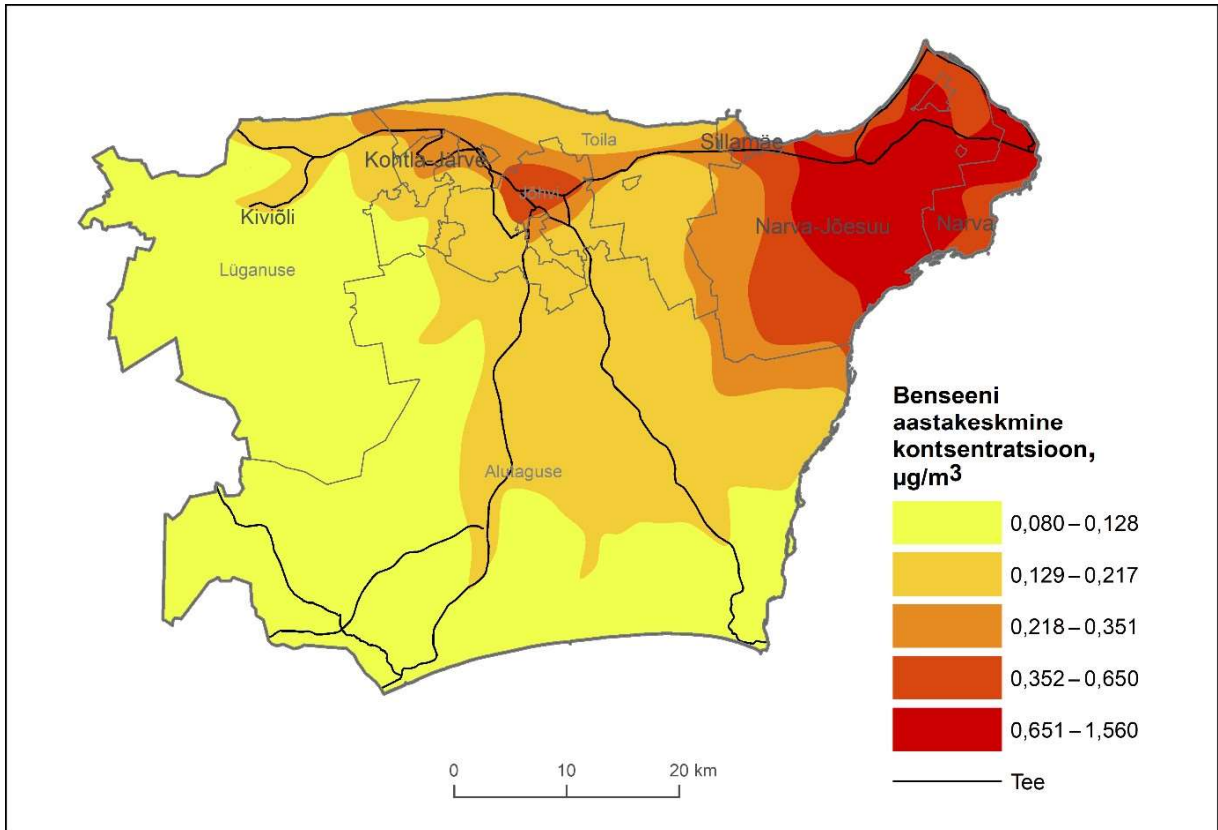 Toila
Sillamäe
Kohtla-Järve
Jõhvi
Kiviõli
Narva-Jõesuu
Narva
Lüganuse
Alutaguse
Benseeni
aastakeskmine
kontsentratsioon,
µg/m³
0,080 – 0,128
0,129 – 0,217
0,218 – 0,351
0,352 – 0,650
0,651 – 1,560
Tee
0 10 20 km